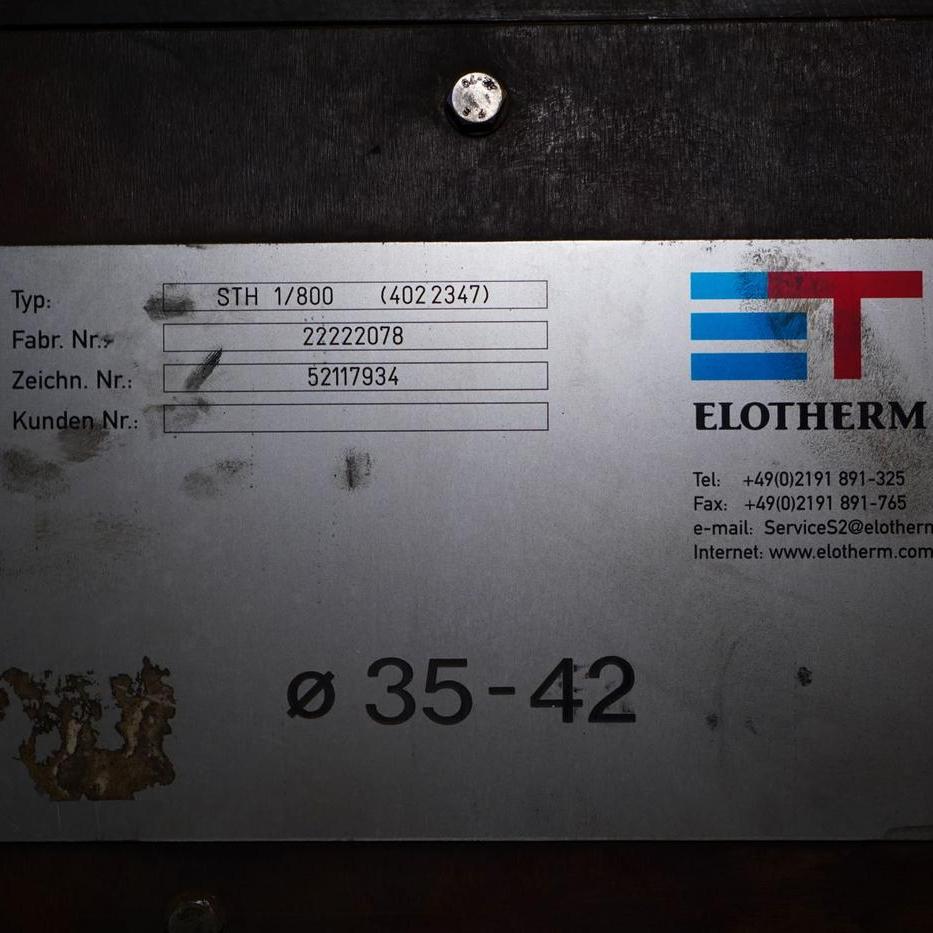 Typ: STH 1/800 (4022347)
Fabr. Nr.: 22222078
Zeichn. Nr.: 52117934
Kunden Nr.:
ET
ELOTHERM
Tel: +49(0)2191 891-325
Fax: +49(0)2191 891-765
e-mail: ServiceS2@elotherm
Internet: www.elotherm.com
ø 35-42